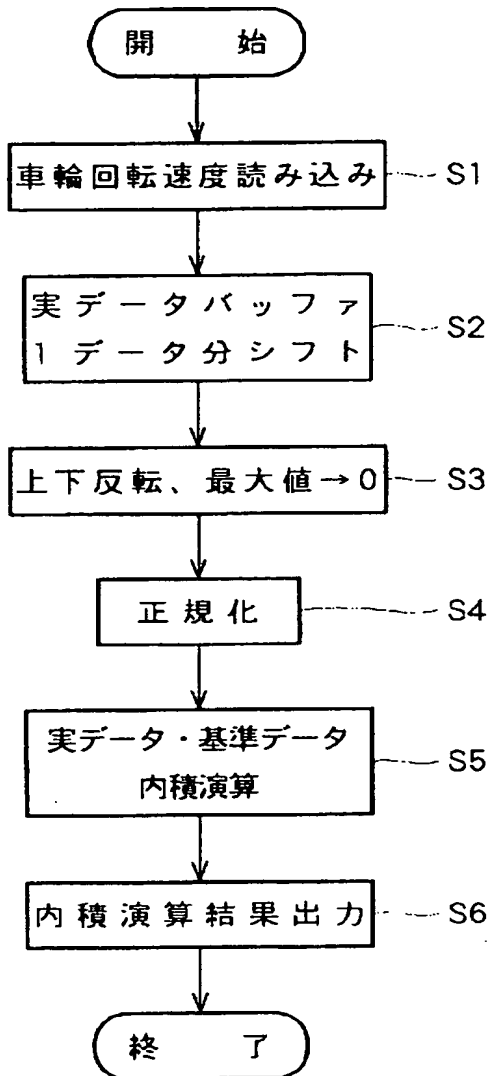 開 始
車輪回転速度読み込み S1
実データバッファ
1データ分シフト S2
上下反転、最大値→0 S3
正規化 S4
実データ・基準データ
内積演算 S5
内積演算結果出力 S6
終 了